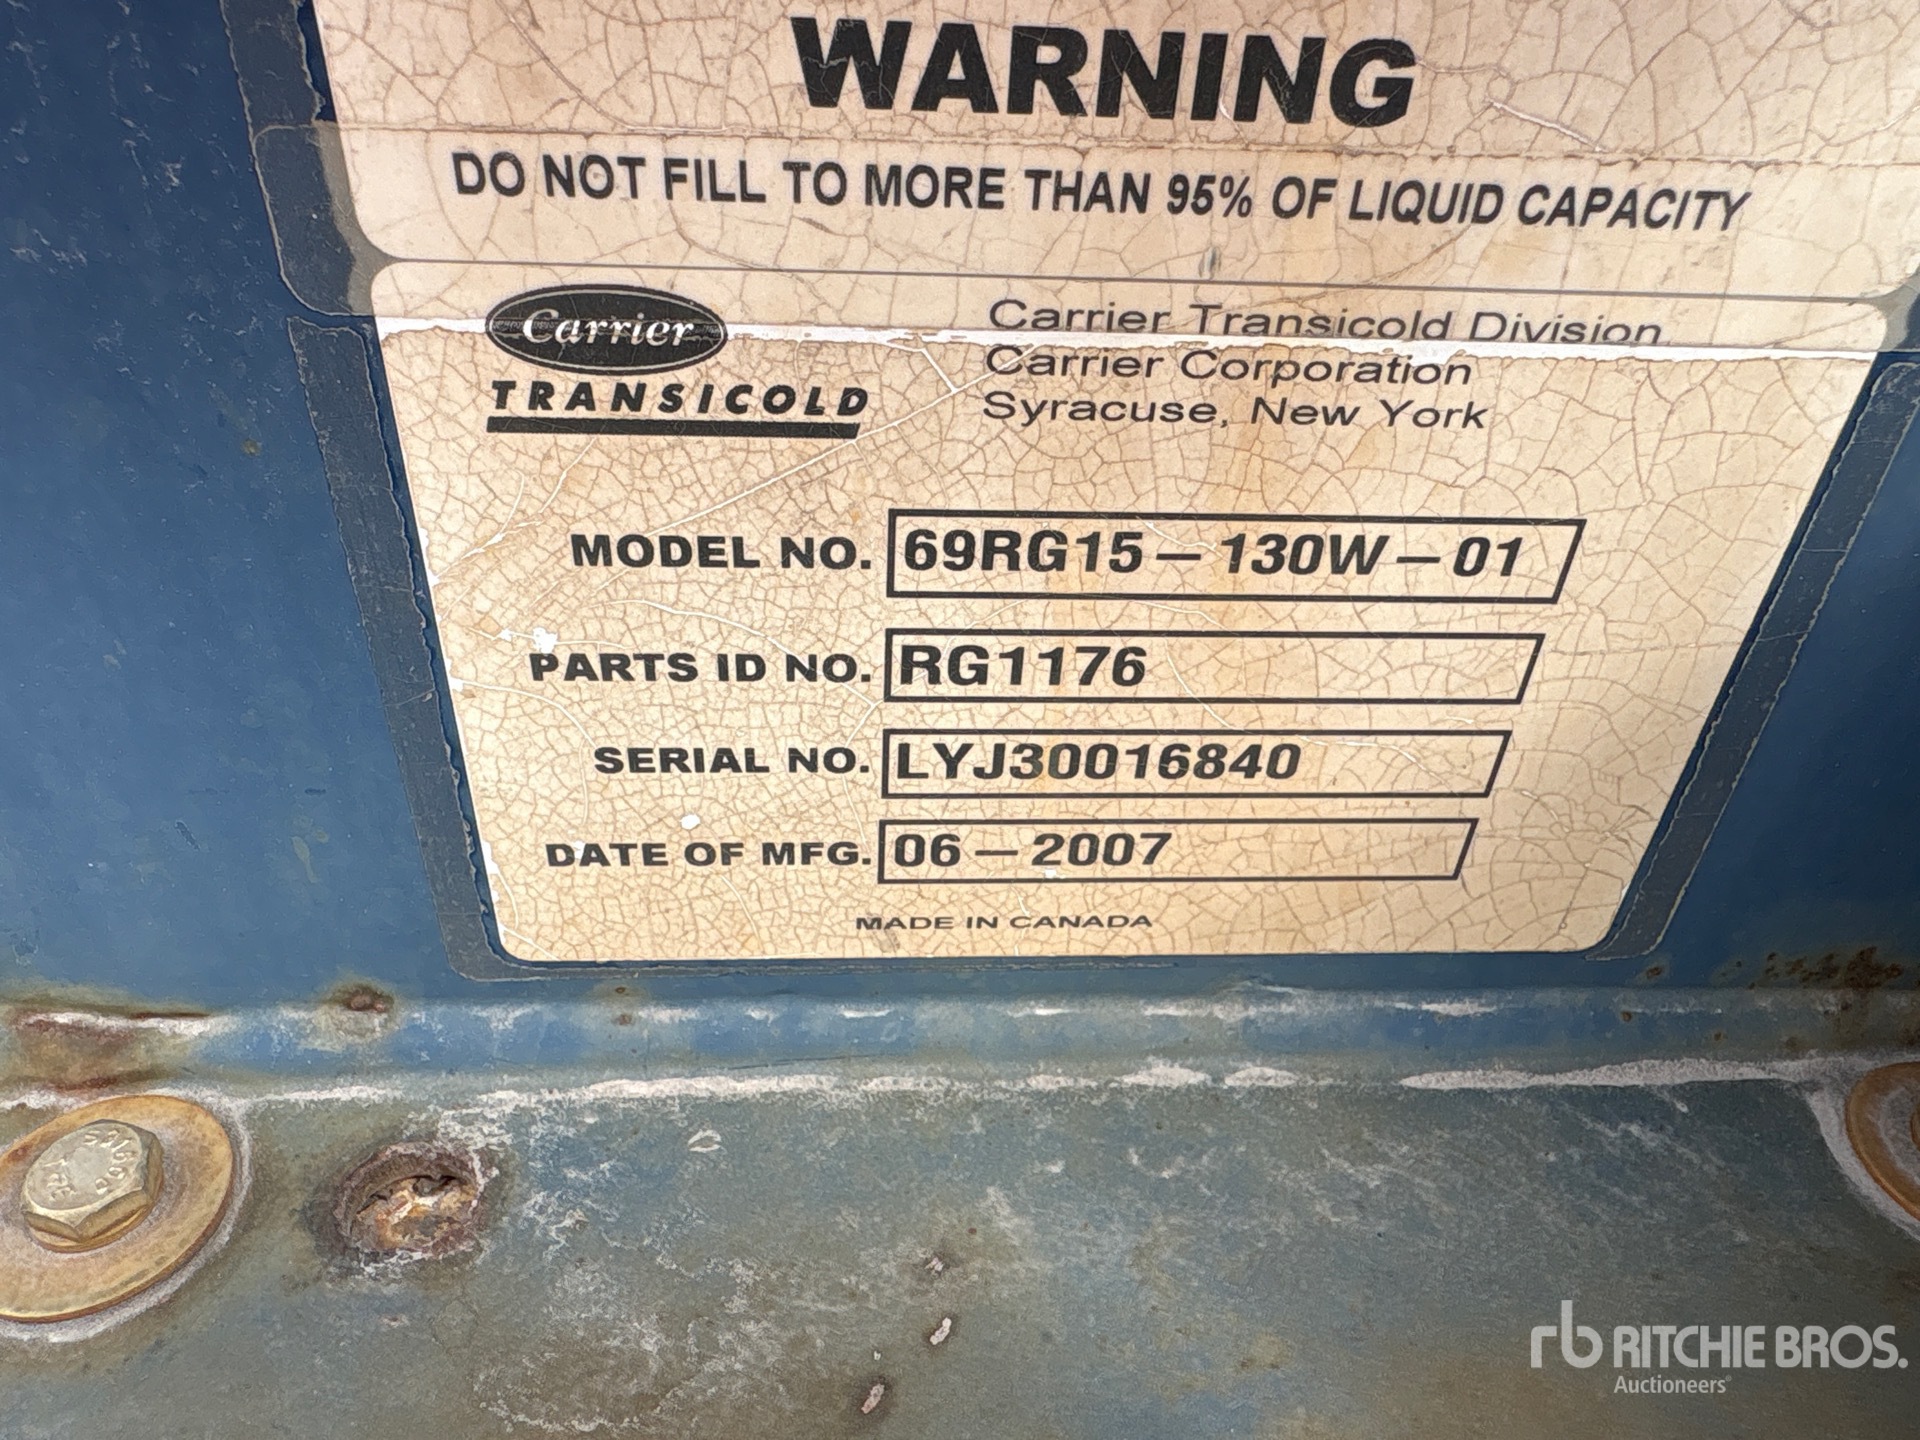 WARNING
DO NOT FILL TO MORE THAN 95% OF LIQUID CAPACITY
Carrier
TRANSICOLD
Carrier Transicold Division
Carrier Corporation
Syracuse, New York
MODEL NO. 69RG15-130W-01
PARTS ID NO. RG1176
SERIAL NO. LYJ30016840
DATE OF MFG. 06-2007
MADE IN CANADA
rb RITCHIE BROS.
Auctioneers